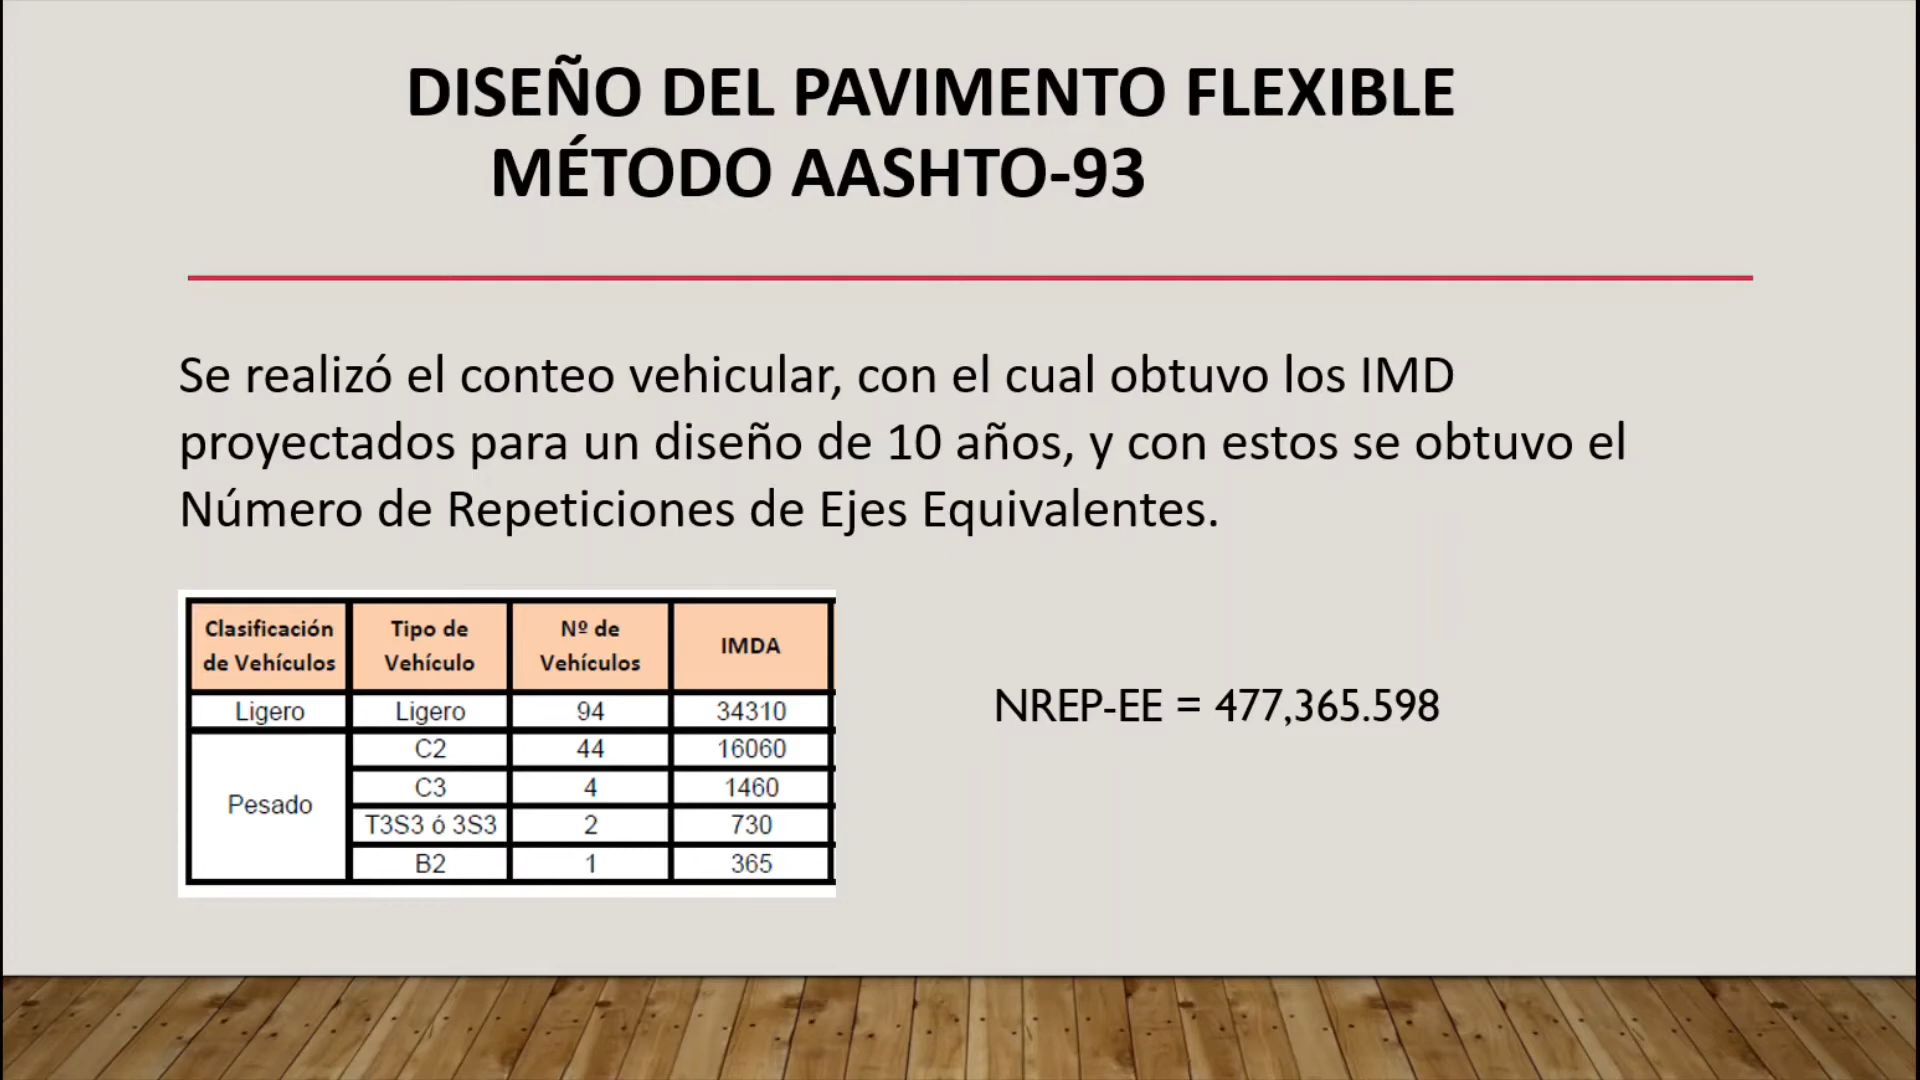 DISEÑO DEL PAVIMENTO FLEXIBLE
MÉTODO AASHTO-93
Se realizó el conteo vehicular, con el cual obtuvo los IMD
proyectados para un diseño de 10 años, y con estos se obtuvo el
Número de Repeticiones de Ejes Equivalentes.
Clasificación de Vehículos Tipo de Vehículo Nº de Vehículos IMDA
Ligero Ligero 94 34310
Pesado C2 44 16060
C3 4 1460
T3S3 ó 3S3 2 730
B2 1 365
NREP-EE = 477,365.598